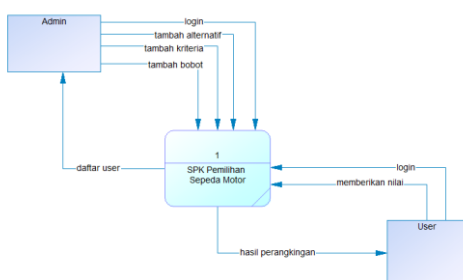 Admin
login
tambah alternatif
tambah kriteria
tambah bobot
1
SPK Pemilihan
Sepeda Motor
daftar user
login
memberikan nilai
User
hasil perangkingan